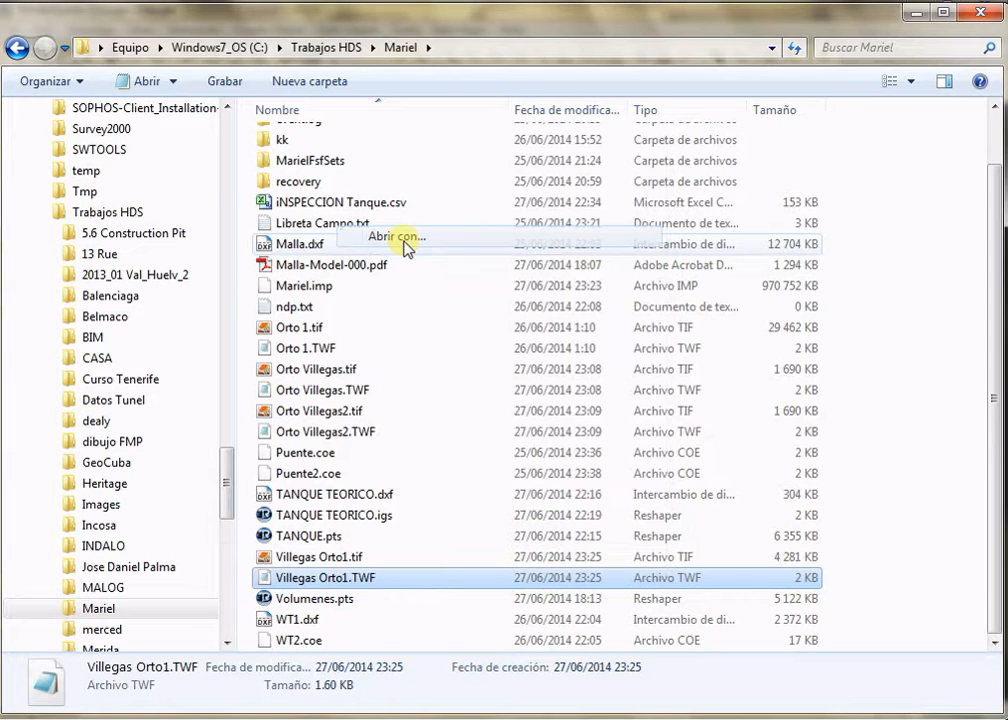 Equipo ▸ Windows7_OS (C:) ▸ Trabajos HDS ▸ Mariel ▸
Buscar Mariel
Organizar Abrir Grabar Nueva carpeta
SOPHOS-Client_Installation-
Survey2000
SWTOOLS
temp
Tmp
Trabajos HDS
5.6 Construction Pit
13 Rue
2013_01 Val_Huelv_2
Balenciaga
Belmaco
BIM
CASA
Curso Tenerife
Datos Tunel
dealy
dibujo FMP
GeoCuba
Heritage
Images
Incosa
INDALO
Jose Daniel Palma
MALOG
Mariel
merced
Merida
Nombre Fecha de modifica... Tipo Tamaño
Carpeta de archivos
kk 26/06/2014 15:52 Carpeta de archivos
MarielFsfSets 25/06/2014 21:24 Carpeta de archivos
recovery 25/06/2014 20:59 Carpeta de archivos
iNSPECCION Tanque.csv 27/06/2014 22:34 Microsoft Excel C... 153 KB
Libreta Campo.txt 25/06/2014 23:21 Documento de tex... 3 KB
Abrir con...
Malla.dxf Intercambio de di... 12 704 KB
Malla-Model-000.pdf 27/06/2014 18:07 Adobe Acrobat D... 1 294 KB
Mariel.imp 27/06/2014 23:23 Archivo IMP 970 752 KB
ndp.txt 26/06/2014 22:08 Documento de tex... 0 KB
Orto 1.tif 26/06/2014 1:10 Archivo TIF 29 462 KB
Orto 1.TWF 26/06/2014 1:10 Archivo TWF 2 KB
Orto Villegas.tif 27/06/2014 23:08 Archivo TIF 1 690 KB
Orto Villegas.TWF 27/06/2014 23:08 Archivo TWF 2 KB
Orto Villegas2.tif 27/06/2014 23:09 Archivo TIF 1 690 KB
Orto Villegas2.TWF 27/06/2014 23:09 Archivo TWF 2 KB
Puente.coe 25/06/2014 23:36 Archivo COE 2 KB
Puente2.coe 25/06/2014 23:38 Archivo COE 2 KB
TANQUE TEORICO.dxf 27/06/2014 22:16 Intercambio de di... 304 KB
TANQUE TEORICO.igs 27/06/2014 22:19 Reshaper 2 KB
TANQUE.pts 27/06/2014 22:15 Reshaper 6 355 KB
Villegas Orto1.tif 27/06/2014 23:25 Archivo TIF 4 281 KB
Villegas Orto1.TWF 27/06/2014 23:25 Archivo TWF 2 KB
Volumenes.pts 27/06/2014 18:13 Reshaper 5 122 KB
WT1.dxf 26/06/2014 22:04 Intercambio de di... 2 372 KB
WT2.coe 26/06/2014 22:05 Archivo COE 17 KB
Villegas Orto1.TWF Fecha de modifica... 27/06/2014 23:25 Fecha de creación: 27/06/2014 23:25
Archivo TWF Tamaño: 1.60 KB